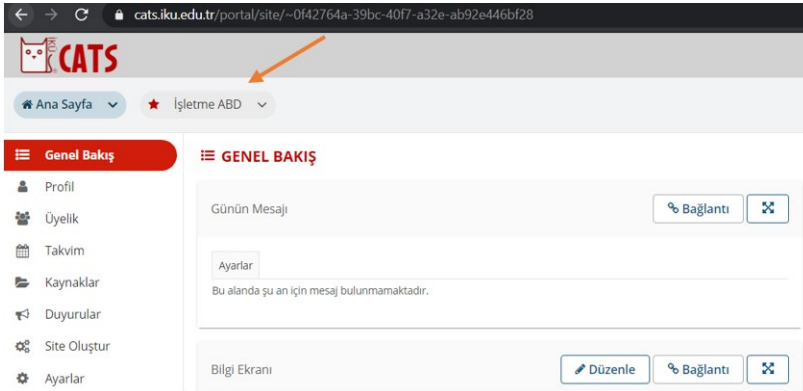 cats.iku.edu.tr/portal/site/~0f42764a-39bc-40f7-a32e-ab92e446bf28
İKÜ CATS
Ana Sayfa
İşletme ABD
Genel Bakış
Profil
Üyelik
Takvim
Kaynaklar
Duyurular
Site Oluştur
Ayarlar
GENEL BAKIŞ
Günün Mesajı
Bağlantı
Ayarlar
Bu alanda şu an için mesaj bulunmamaktadır.
Bilgi Ekranı
Düzenle
Bağlantı